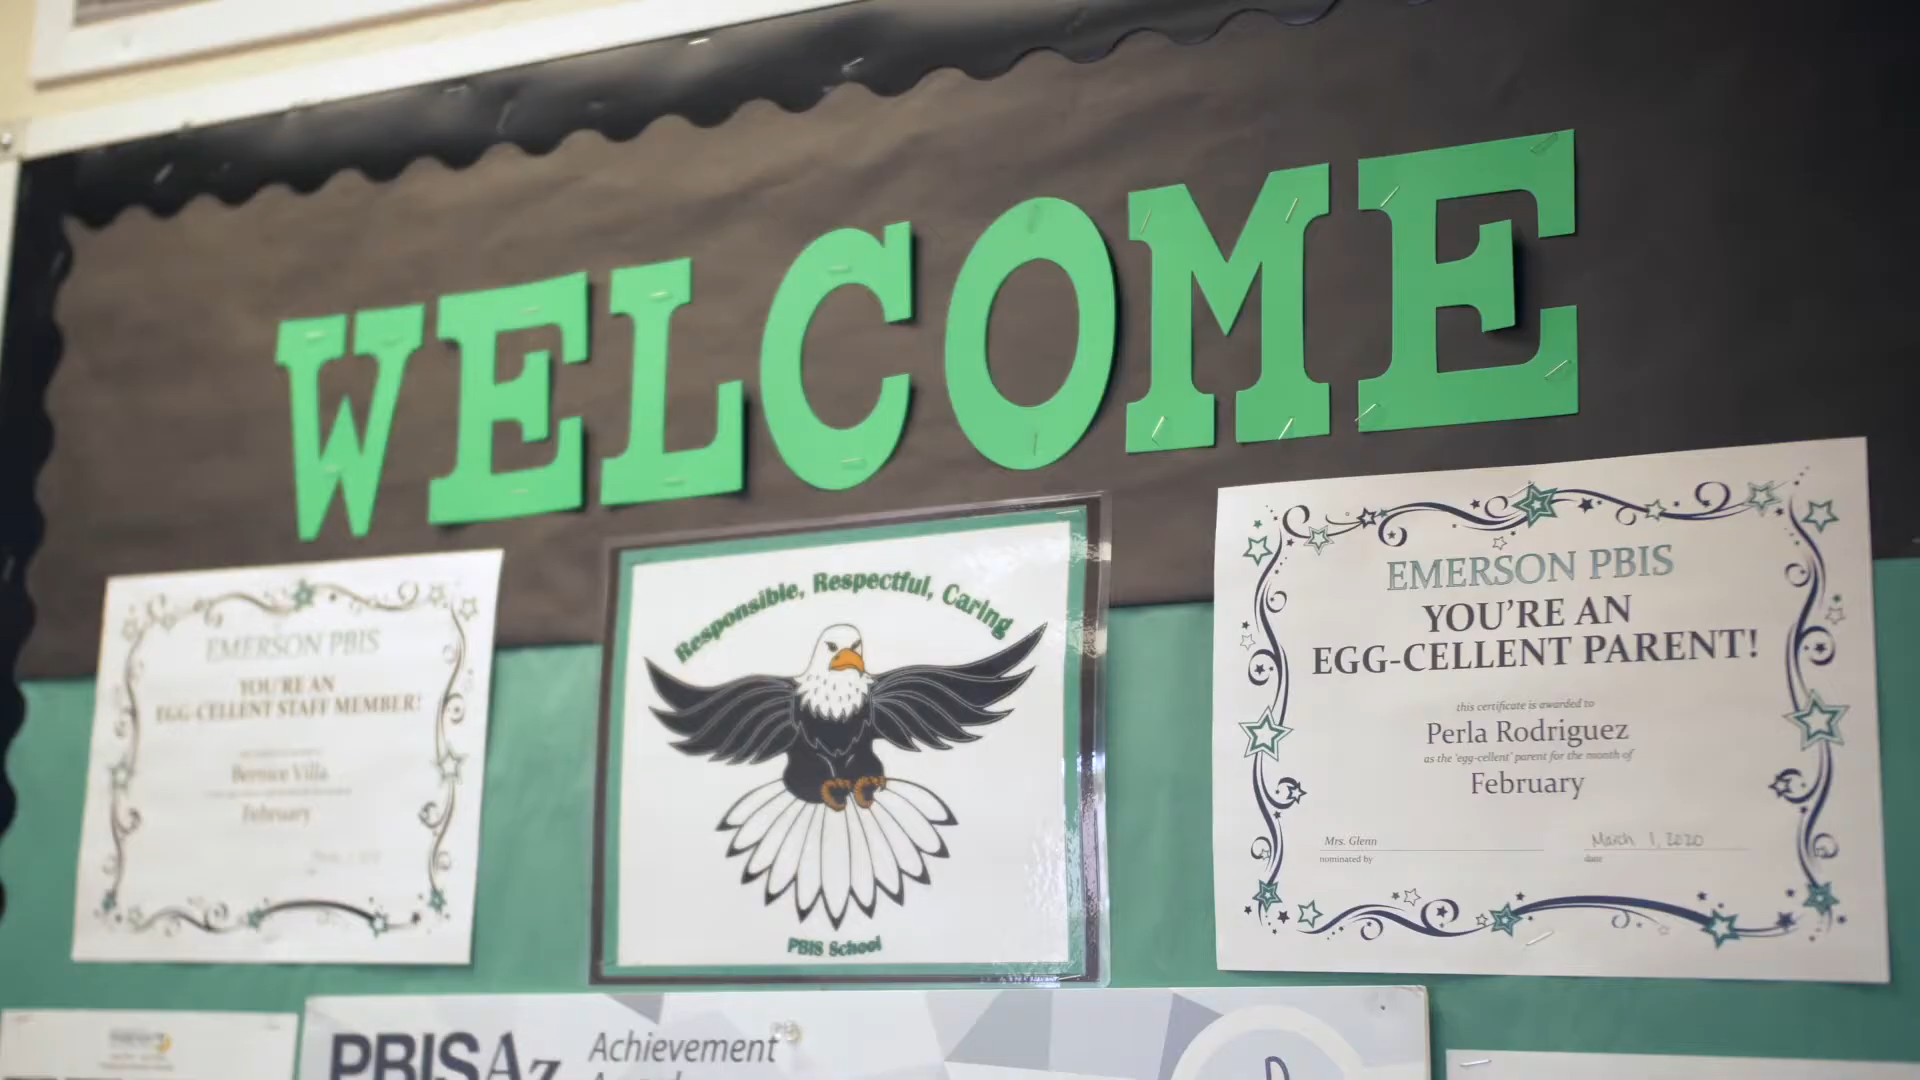 WELCOME
EMERSON PBIS
YOU'RE AN
EGG-CELLENT STAFF MEMBER!
Bernice Villa
February
Responsible, Respectful, Caring
PBIS School
EMERSON PBIS
YOU'RE AN
EGG-CELLENT PARENT!
this certificate is awarded to
Perla Rodriguez
as the 'egg-cellent' parent for the month of
February
Mrs. Glenn
nominated by
March 1, 2020
date
PBISAz
Achievement